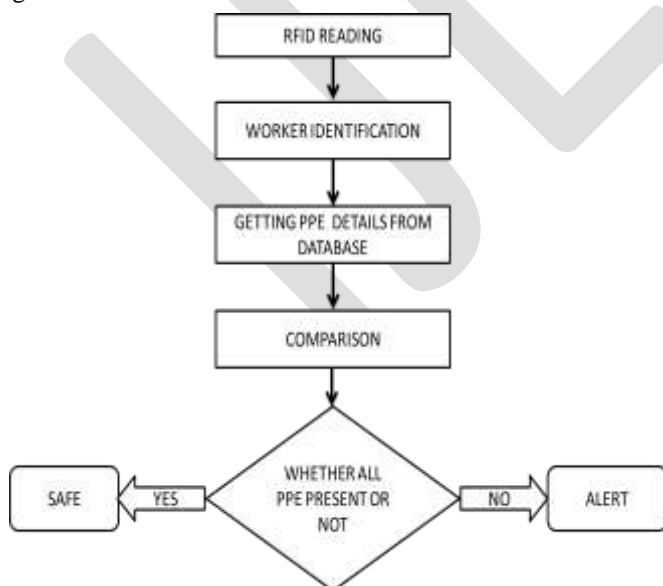 RFID READING
WORKER IDENTIFICATION
GETTING PPE DETAILS FROM
DATABASE
COMPARISON
WHETHER ALL
PPE PRESENT OR
NOT
SAFE
YES
NO
ALERT